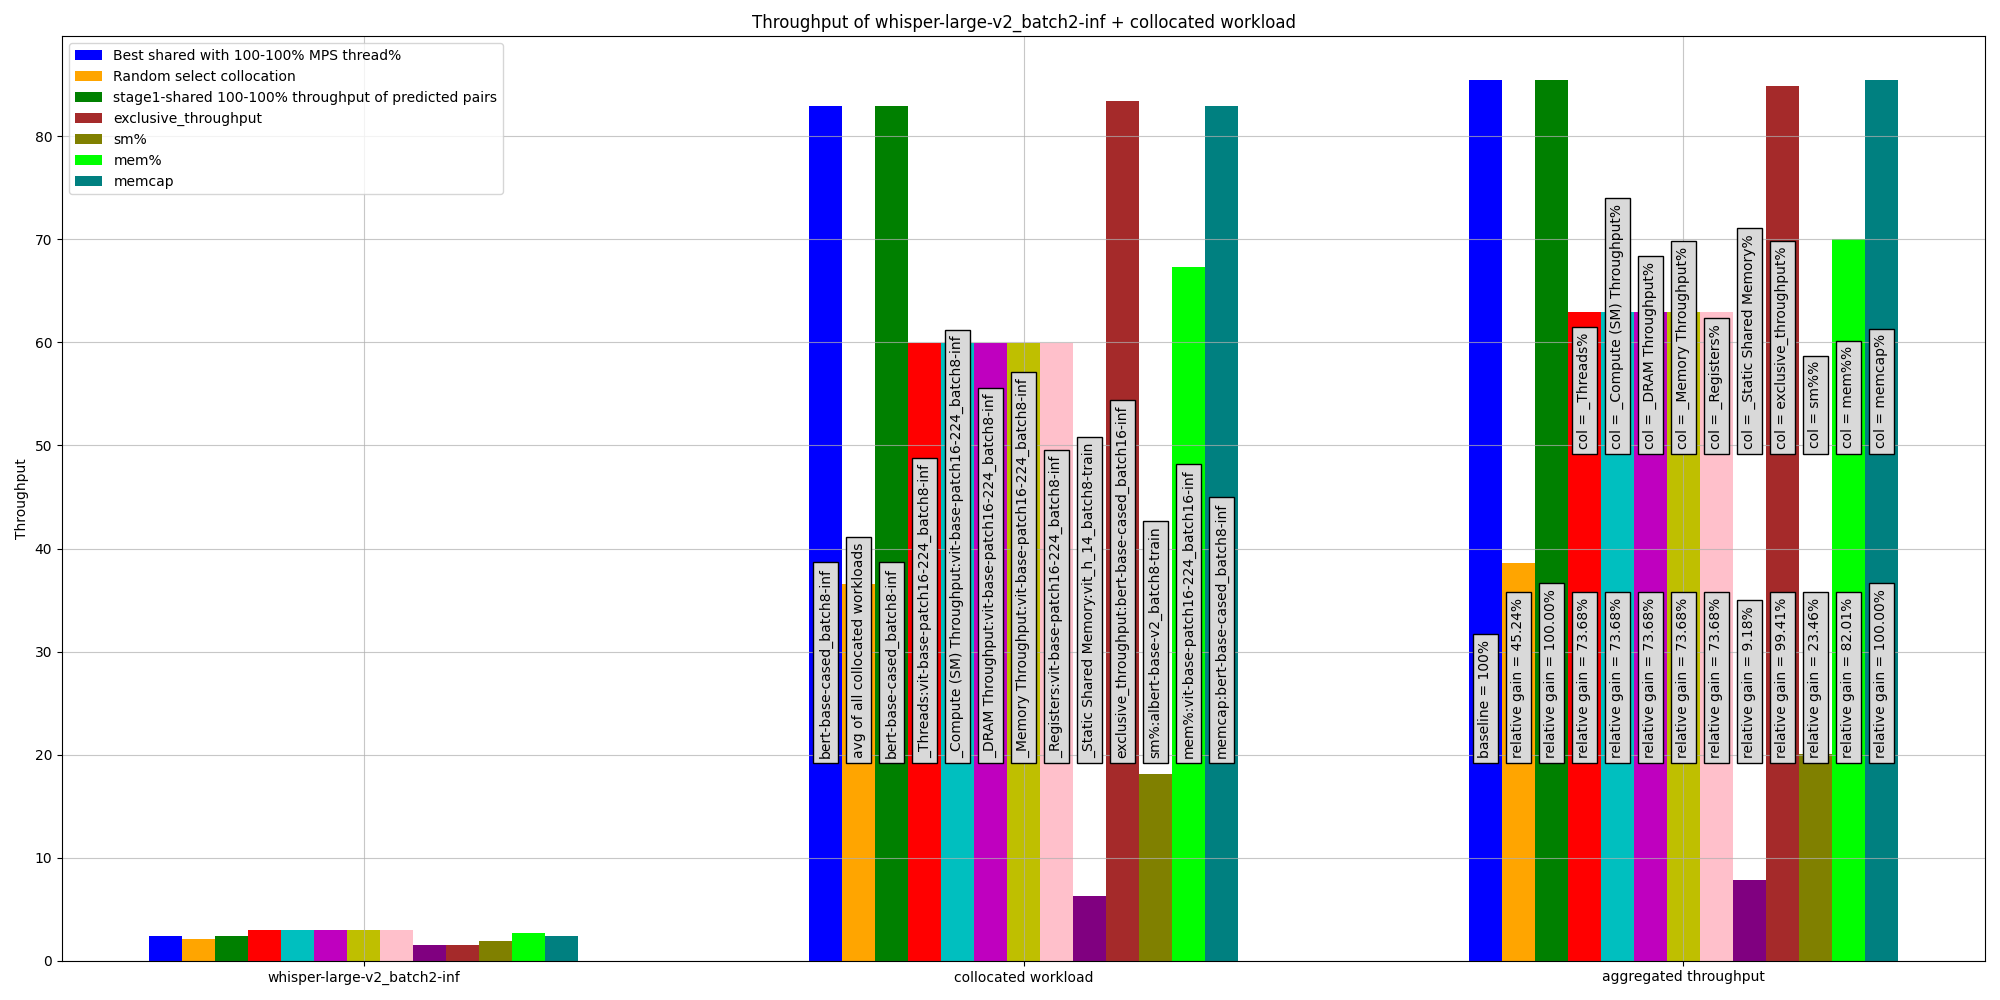 Throughput of whisper-large-v2_batch2-inf + collocated workload
Best shared with 100-100% MPS thread%
Random select collocation
stage1-shared 100-100% throughput of predicted pairs
exclusive_throughput
sm%
mem%
memcap
Throughput
80
70
60
50
40
30
20
10
0
bert-base-cased_batch8-inf
avg of all collocated workloads
bert-base-cased_batch8-inf
_Threads:vit-base-patch16-224_batch8-inf
_Compute (SM) Throughput:vit-base-patch16-224_batch8-inf
_DRAM Throughput:vit-base-patch16-224_batch8-inf
_Memory Throughput:vit-base-patch16-224_batch8-inf
_Registers:vit-base-patch16-224_batch8-inf
_Static Shared Memory:vit_h_14_batch8-train
exclusive_throughput:bert-base-cased_batch16-inf
sm%:albert-base-v2_batch8-train
mem%:vit-base-patch16-224_batch16-inf
memcap:bert-base-cased_batch8-inf
col = _Threads%
col = _Compute (SM) Throughput%
col = _DRAM Throughput%
col = _Memory Throughput%
col = _Registers%
col = _Static Shared Memory%
col = exclusive_throughput%
col = sm%%
col = mem%%
col = memcap%
baseline = 100%
relative gain = 45.24%
relative gain = 100.00%
relative gain = 73.68%
relative gain = 73.68%
relative gain = 73.68%
relative gain = 73.68%
relative gain = 73.68%
relative gain = 9.18%
relative gain = 99.41%
relative gain = 23.46%
relative gain = 82.01%
relative gain = 100.00%
whisper-large-v2_batch2-inf
collocated workload
aggregated throughput